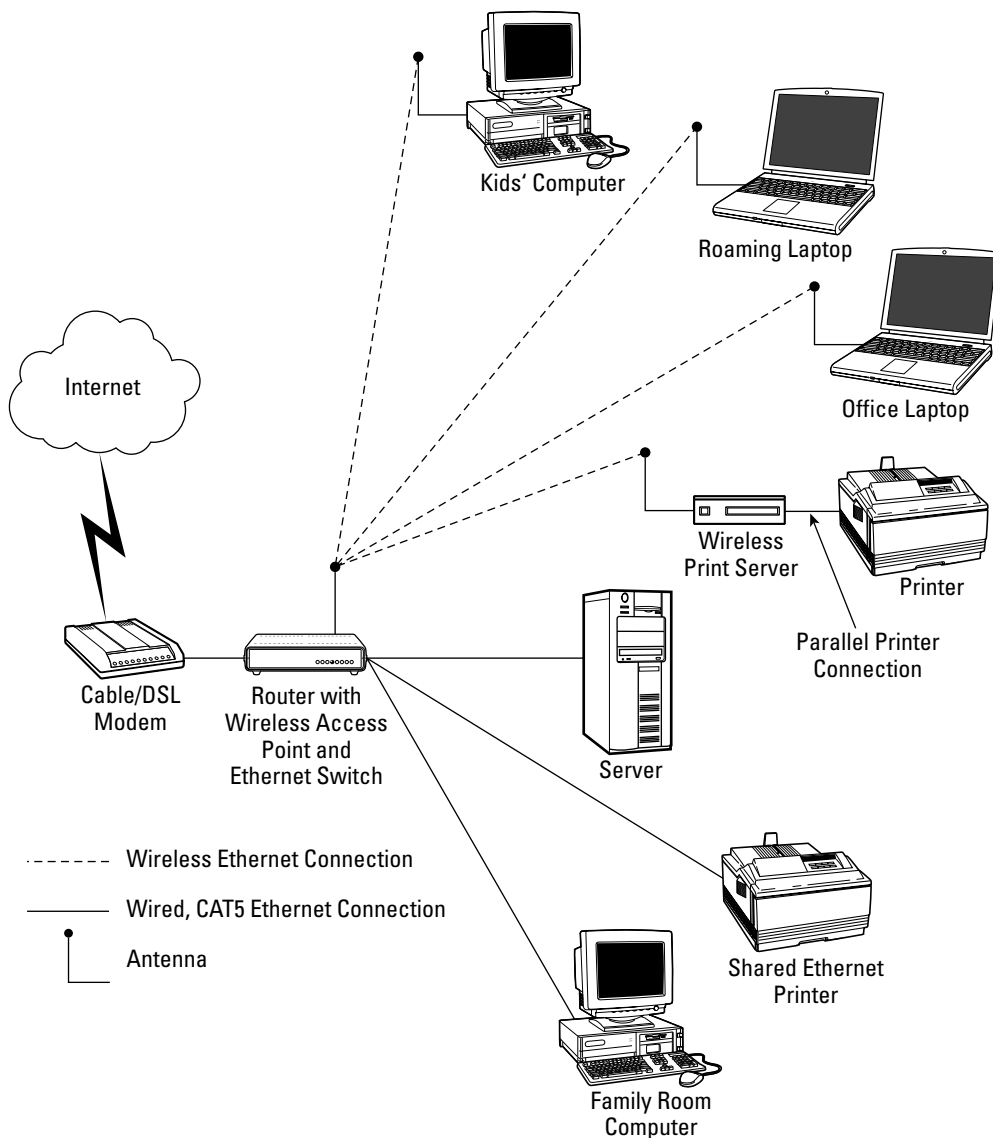 Kids‘ Computer
Roaming Laptop
Office Laptop
Internet
Wireless
Print Server
Printer
Parallel Printer
Connection
Cable/DSL
Modem
Router with
Wireless Access
Point and
Ethernet Switch
Server
Wireless Ethernet Connection
Wired, CAT5 Ethernet Connection
Antenna
Shared Ethernet
Printer
Family Room
Computer